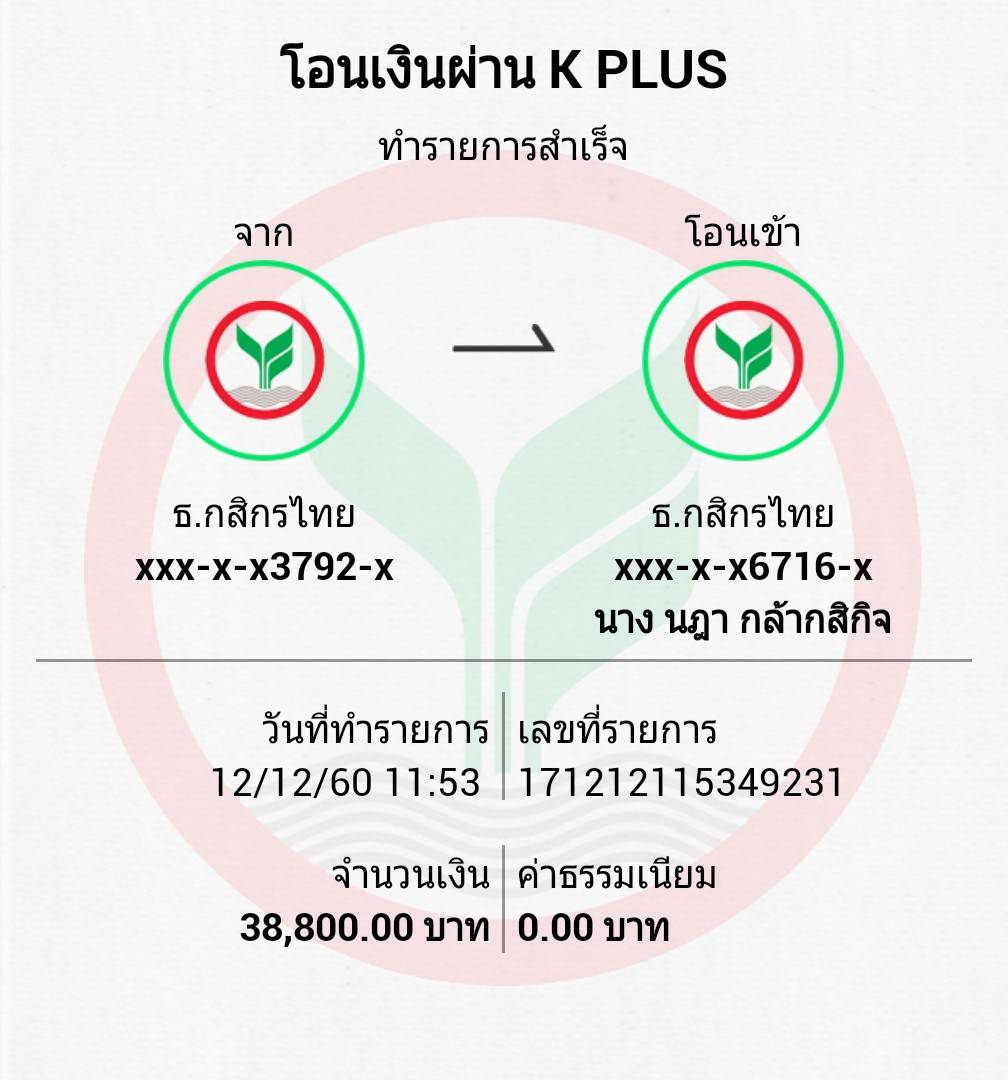 โอนเงินผ่าน K PLUS
ทำรายการสำเร็จ
จาก
โอนเข้า
ธ.กสิกรไทย
xxx-x-x3792-x
ธ.กสิกรไทย
xxx-x-x6716-x
นาง นฎา กล้ากสิกิจ
วันที่ทำรายการ
12/12/60 11:53
เลขที่รายการ
171212115349231
จำนวนเงิน
38,800.00 บาท
ค่าธรรมเนียม
0.00 บาท